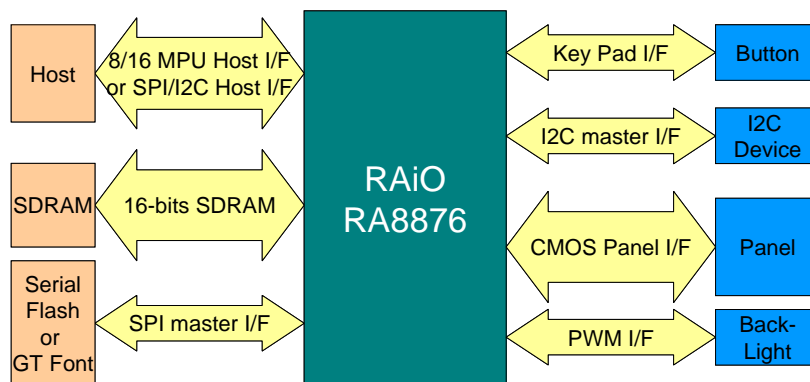 Host
8/16 MPU Host I/F
or SPI/I2C Host I/F
SDRAM
16-bits SDRAM
Serial
Flash
or
GT Font
SPI master I/F
RAiO
RA8876
Key Pad I/F
Button
I2C master I/F
I2C
Device
CMOS Panel I/F
Panel
PWM I/F
Back-
Light